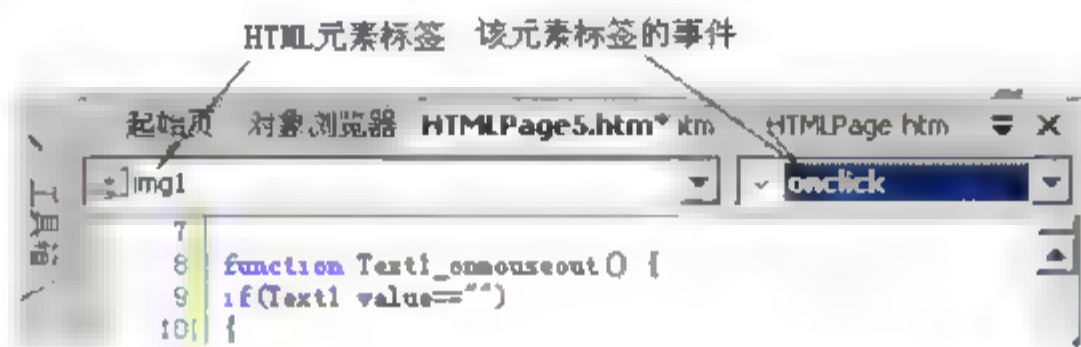 HTML元素标签 该元素标签的事件
起始页 对象浏览器 HTMLPage5.htm* htm HTMLPage htm
工具箱
img1 onclick
7
8 function Text1_onmouseout() {
9 if(Text1 value=="")
10 {